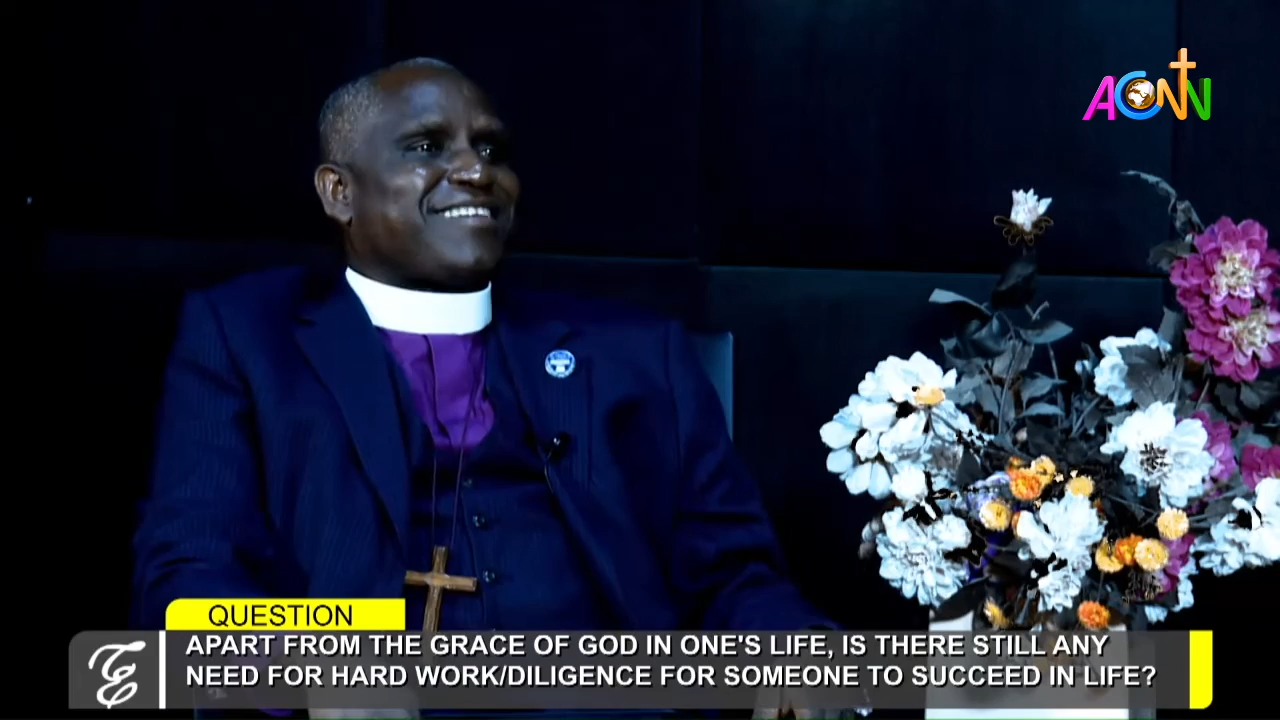 ACNN
QUESTION
APART FROM THE GRACE OF GOD IN ONE'S LIFE, IS THERE STILL ANY
NEED FOR HARD WORK/DILIGENCE FOR SOMEONE TO SUCCEED IN LIFE?